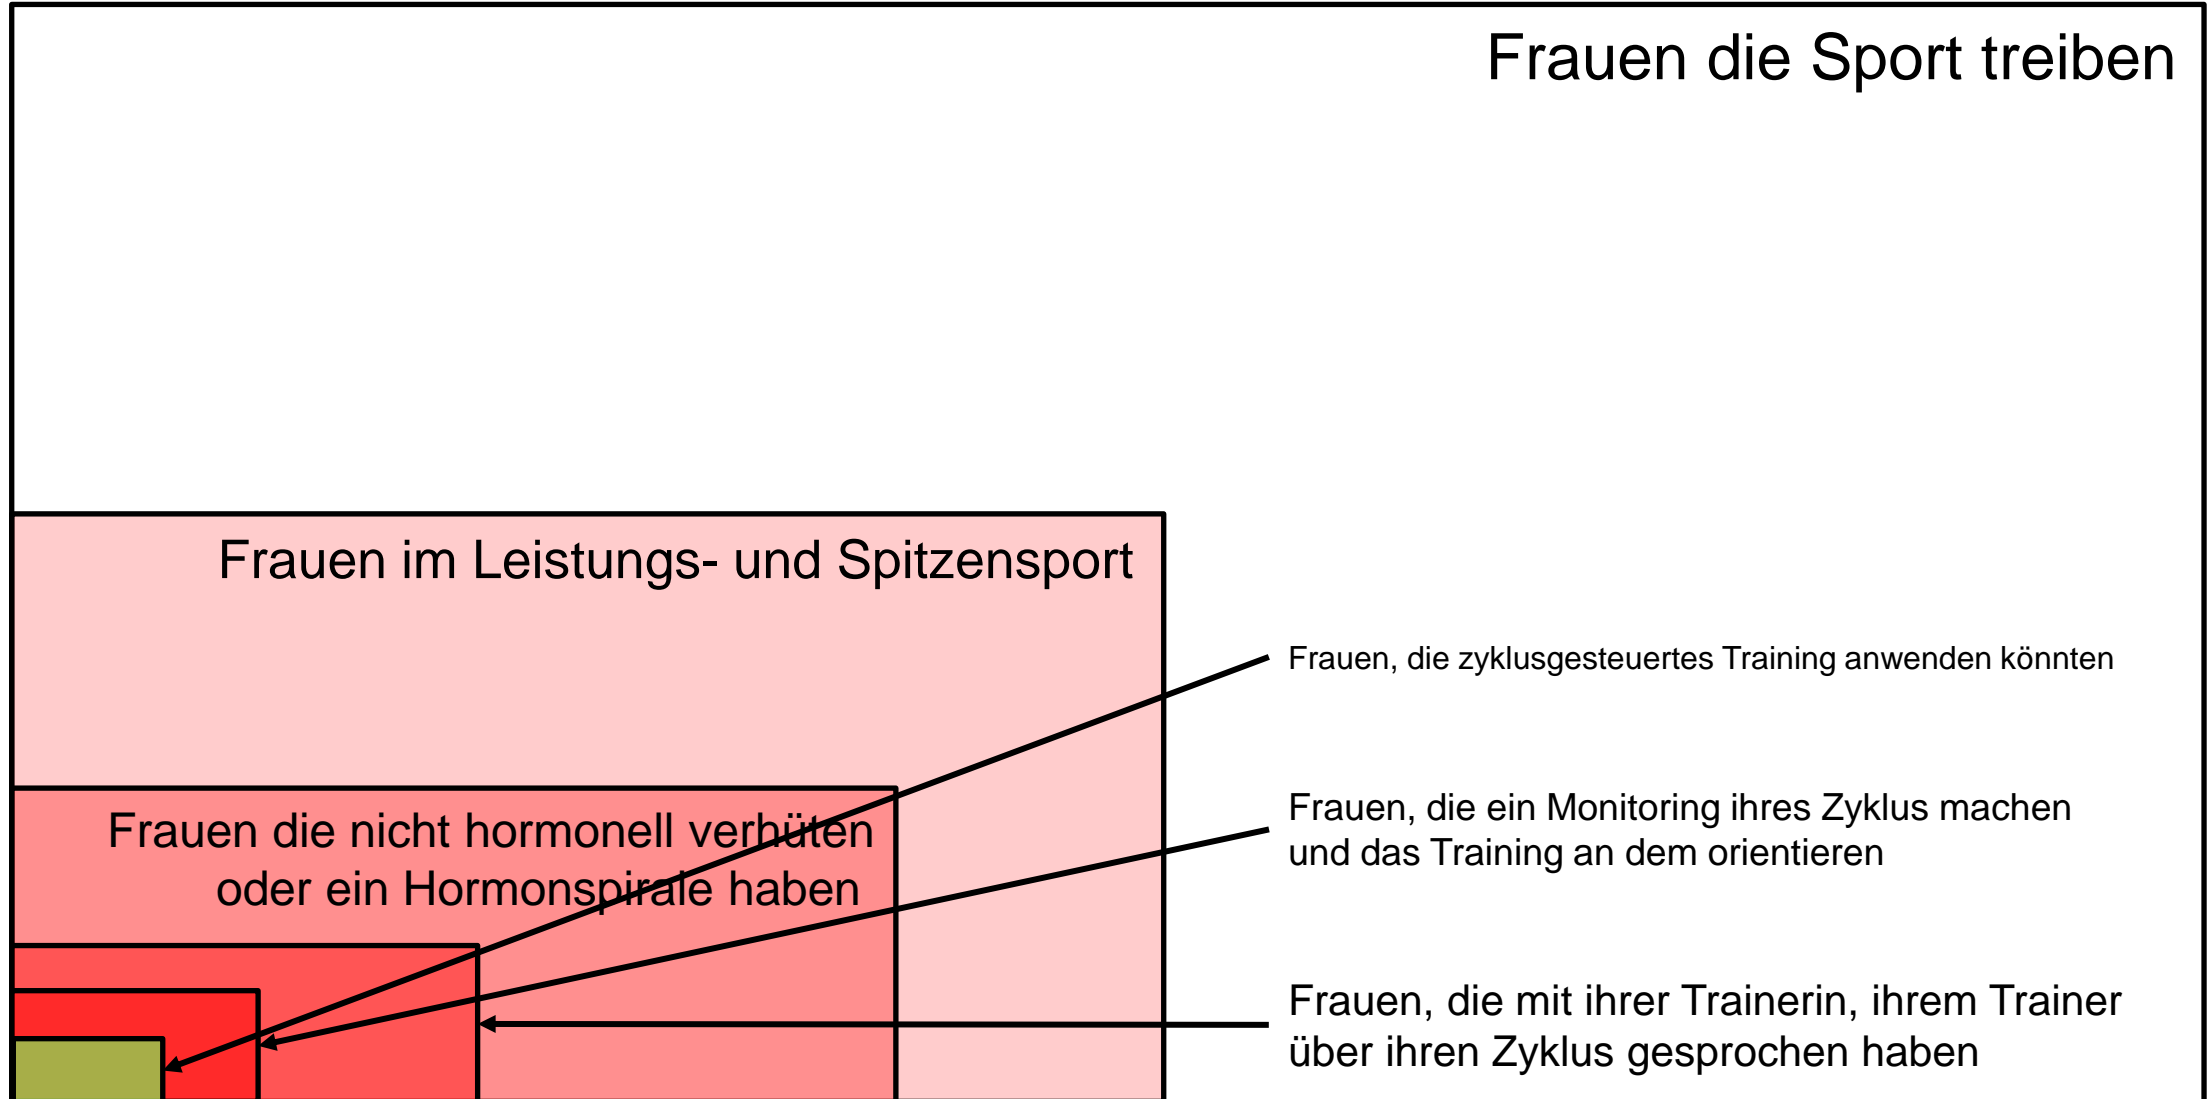 Frauen die Sport treiben
Frauen im Leistungs- und Spitzensport
Frauen, die zyklusgesteuertes Training anwenden könnten
Frauen die nicht hormonell verhüten
oder ein Hormonspirale haben
Frauen, die ein Monitoring ihres Zyklus machen
und das Training an dem orientieren
Frauen, die mit ihrer Trainerin, ihrem Trainer
über ihren Zyklus gesprochen haben